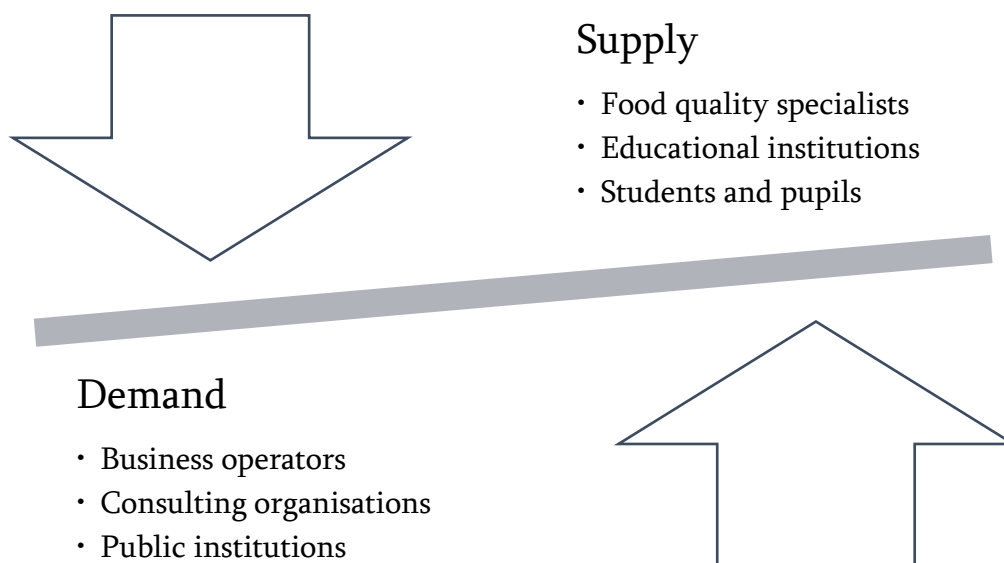 Supply
· Food quality specialists
· Educational institutions
· Students and pupils
Demand
· Business operators
· Consulting organisations
· Public institutions